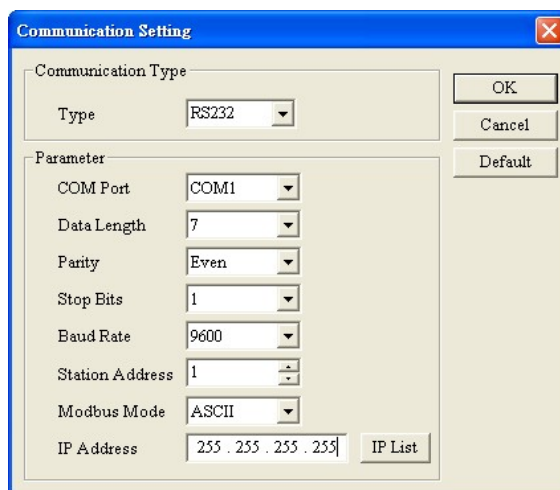 Communication Setting
Communication Type
Type RS232
OK
Cancel
Default
Parameter
COM Port COM1
Data Length 7
Parity Even
Stop Bits 1
Baud Rate 9600
Station Address 1
Modbus Mode ASCII
IP Address 255 . 255 . 255 . 255 IP List